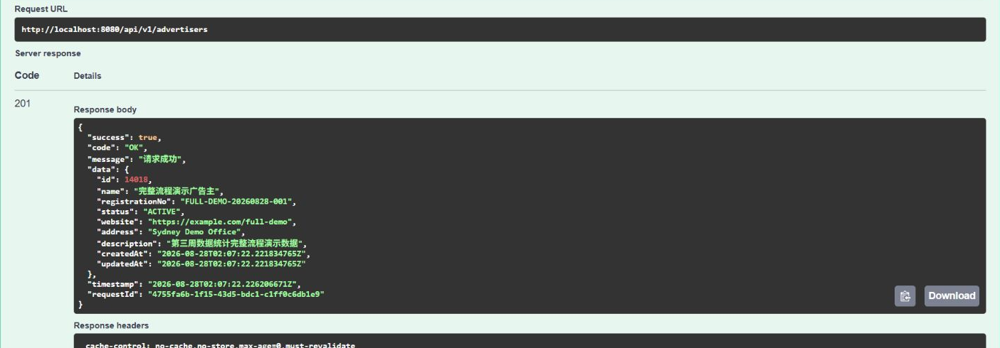 Request URL
http://localhost:8080/api/v1/advertisers
Server response
Code Details
201
Response body
{
  "success": true,
  "code": "OK",
  "message": "请求成功",
  "data": {
    "id": 14018,
    "name": "完整流程演示广告主",
    "registrationNo": "FULL-DEMO-20260828-001",
    "status": "ACTIVE",
    "website": "https://example.com/full-demo",
    "address": "Sydney Demo Office",
    "description": "第三周数据统计完整流程演示数据",
    "createdAt": "2026-08-28T02:07:22.221834765Z",
    "updatedAt": "2026-08-28T02:07:22.221834765Z"
  },
  "timestamp": "2026-08-28T02:07:22.226206671Z",
  "requestId": "4755fa6b-1f15-43d5-bdc1-c1ff0c6db1e9"
}
Download
Response headers
cache-control: no-cache,no-store,max-age=0,must-revalidate